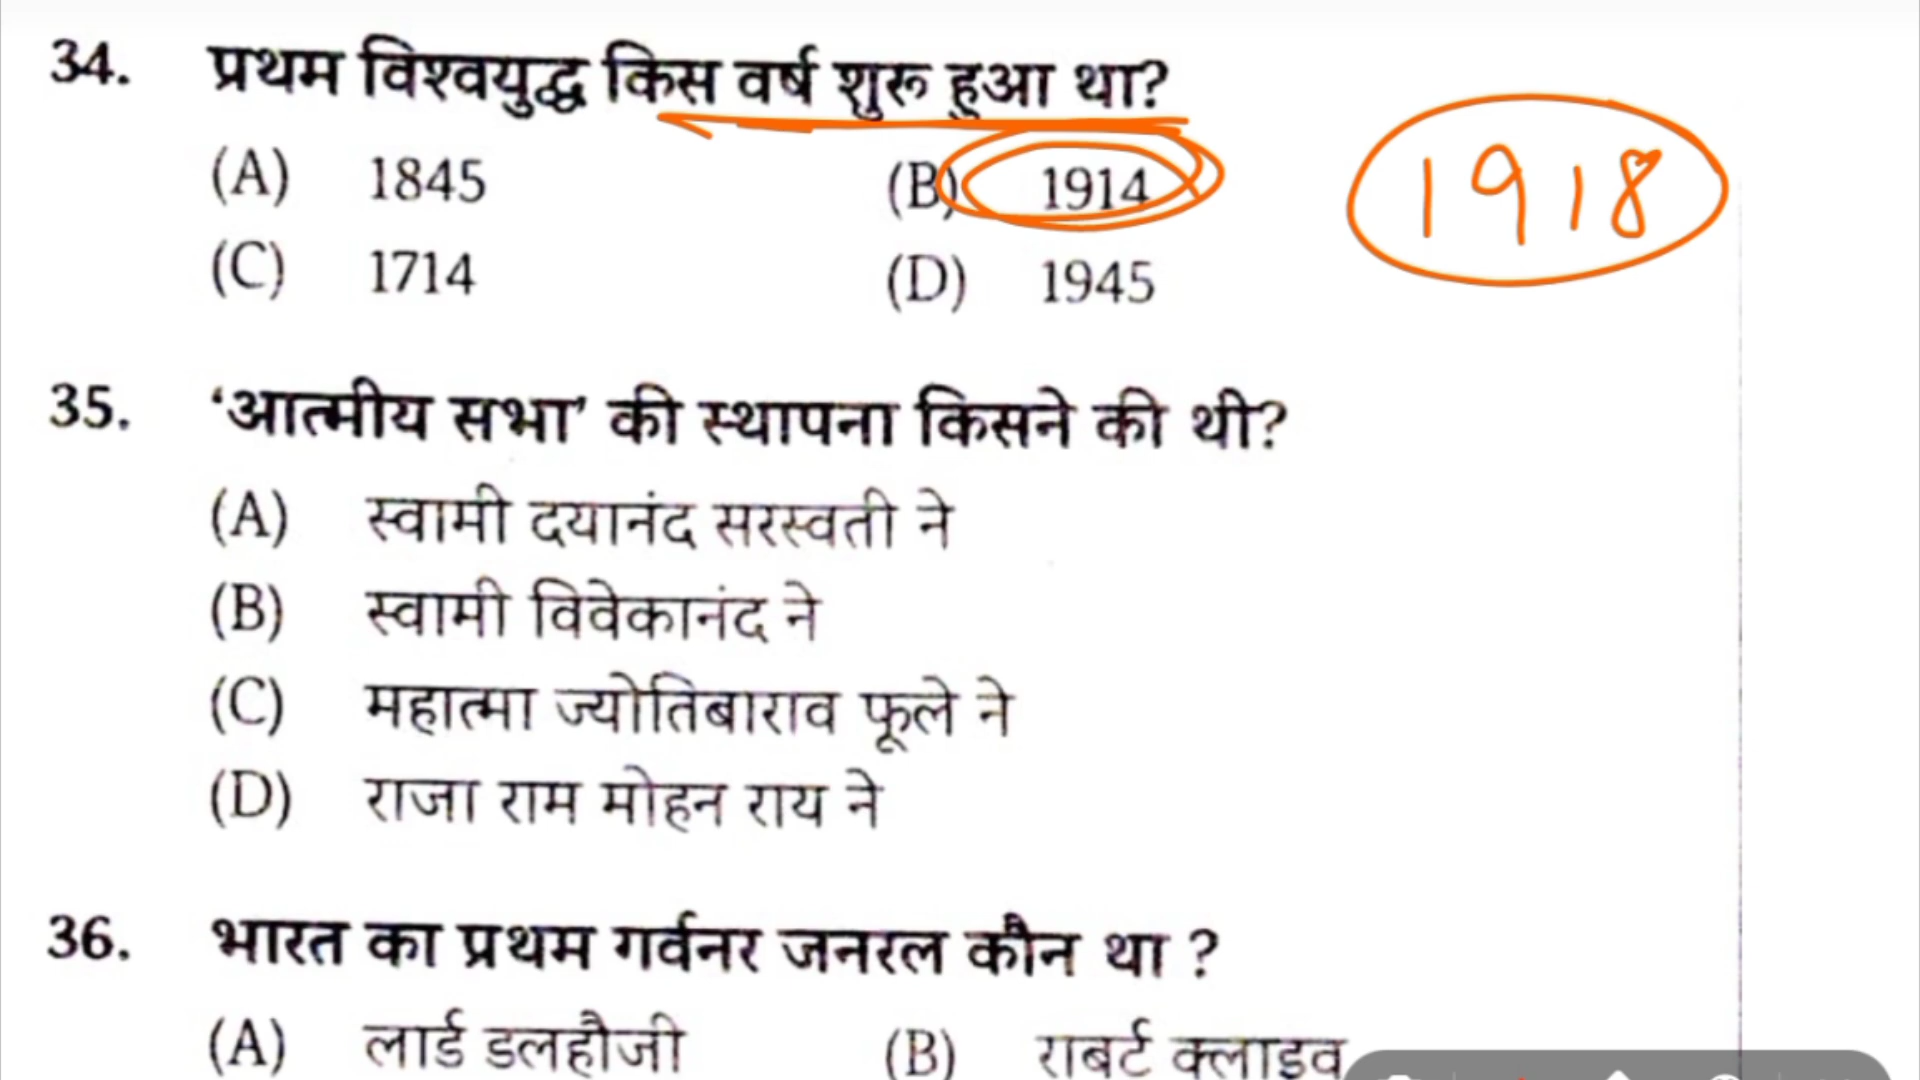 34. प्रथम विश्वयुद्ध किस वर्ष शुरू हुआ था?
(A) 1845 (B) 1914 1918
(C) 1714 (D) 1945
35. ‘आत्मीय सभा’ की स्थापना किसने की थी?
(A) स्वामी दयानंद सरस्वती ने
(B) स्वामी विवेकानंद ने
(C) महात्मा ज्योतिबाराव फूले ने
(D) राजा राम मोहन राय ने
36. भारत का प्रथम गर्वनर जनरल कौन था ?
(A) लार्ड डलहौजी (B) राबर्ट क्लाइव